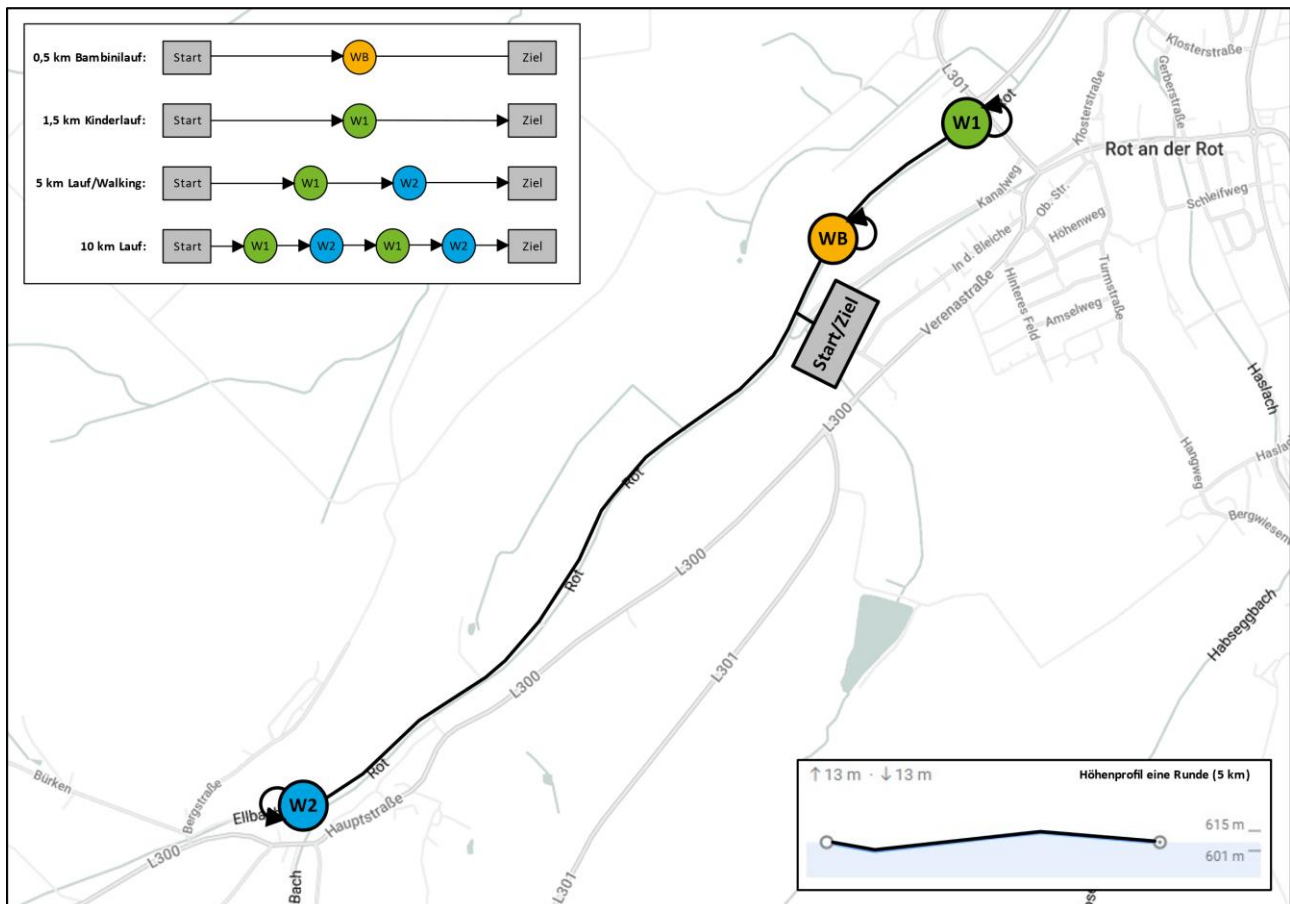 0,5 km Bambinilauf: Start WB Ziel
1,5 km Kinderlauf: Start W1 Ziel
5 km Lauf/Walking: Start W1 W2 Ziel
10 km Lauf: Start W1 W2 W1 W2 Ziel
Klosterstraße
L301
Rot
Gerberstraße
Klosterstraße
W1
Rot an der Rot
Kanalweg
Schleifweg
Ob. Str.
Höhenweg
In d. Bleiche
WB
Turmstraße
Hinteres Feld
Verenastraße
Amselweg
Start/Ziel
Haslach
L300
Hangweg
Haslach
Rot
Bergwiesen
L300
Rot
Habseggbach
L301
L300
Rot
Bürken
Bergstraße
W2
Hauptstraße
L300
Bach
L301
↑13 m · ↓13 m
Höhenprofil eine Runde (5 km)
615 m
601 m